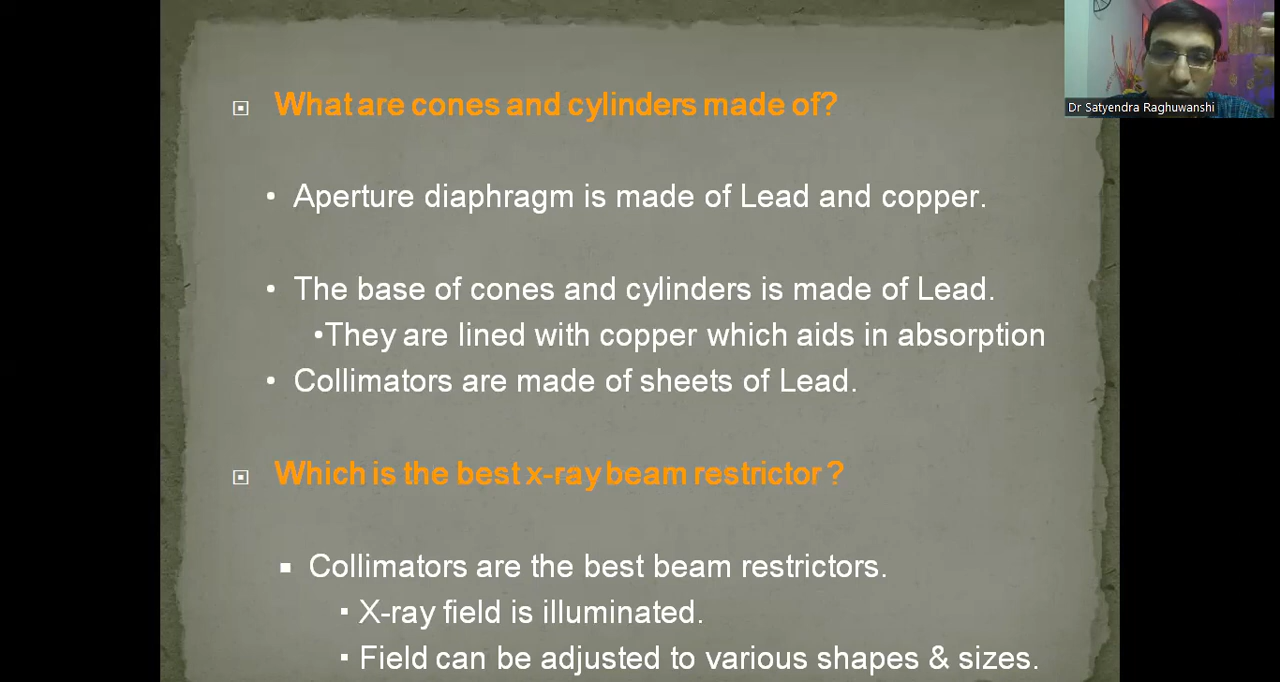 Dr Satyendra Raghuwanshi
What are cones and cylinders made of?
• Aperture diaphragm is made of Lead and copper.
• The base of cones and cylinders is made of Lead.
•They are lined with copper which aids in absorption
• Collimators are made of sheets of Lead.
Which is the best x-ray beam restrictor ?
▪ Collimators are the best beam restrictors.
▪ X-ray field is illuminated.
▪ Field can be adjusted to various shapes & sizes.